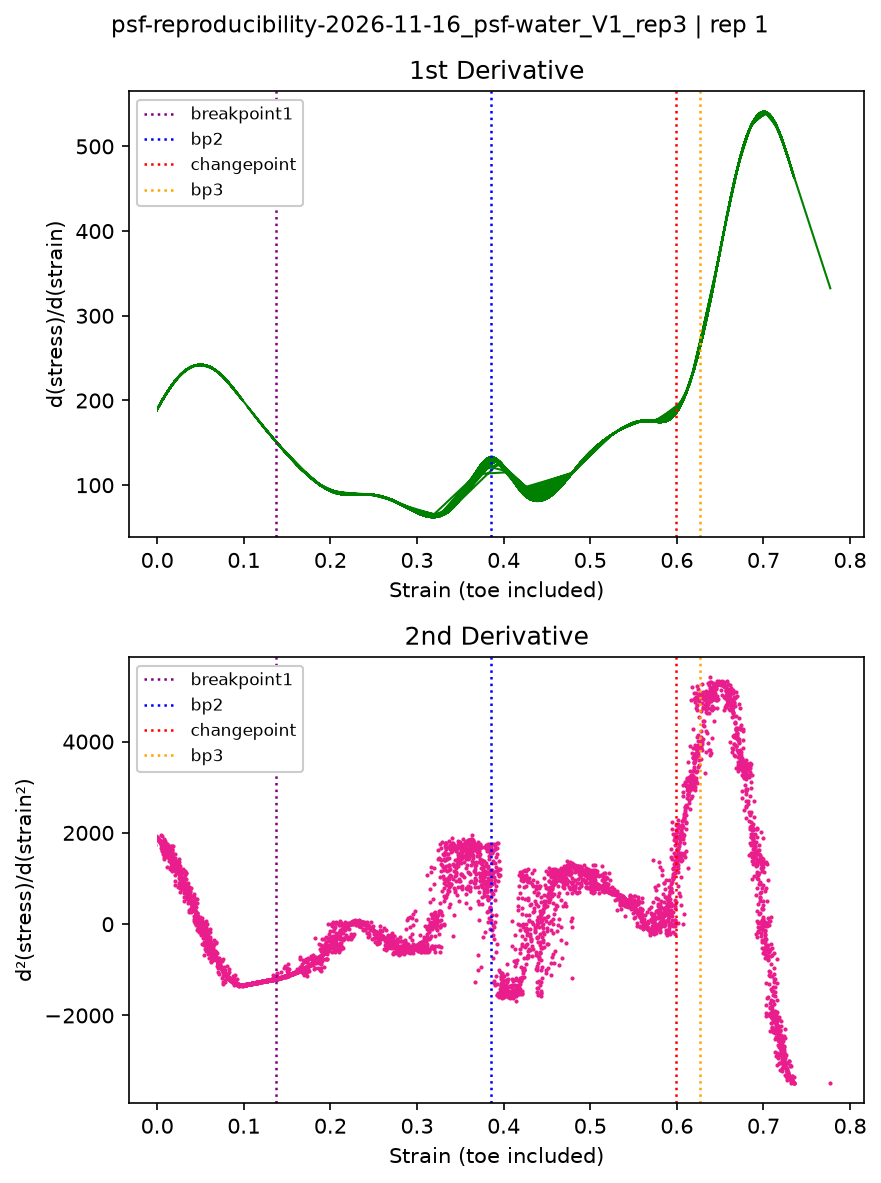 psf-reproducibility-2026-11-16_psf-water_V1_rep3 | rep 1
1st Derivative
breakpoint1
bp2
changepoint
bp3
500
400
300
200
100
d(stress)/d(strain)
0.0 0.1 0.2 0.3 0.4 0.5 0.6 0.7 0.8
Strain (toe included)
2nd Derivative
breakpoint1
bp2
changepoint
bp3
4000
2000
0
−2000
d²(stress)/d(strain²)
0.0 0.1 0.2 0.3 0.4 0.5 0.6 0.7 0.8
Strain (toe included)